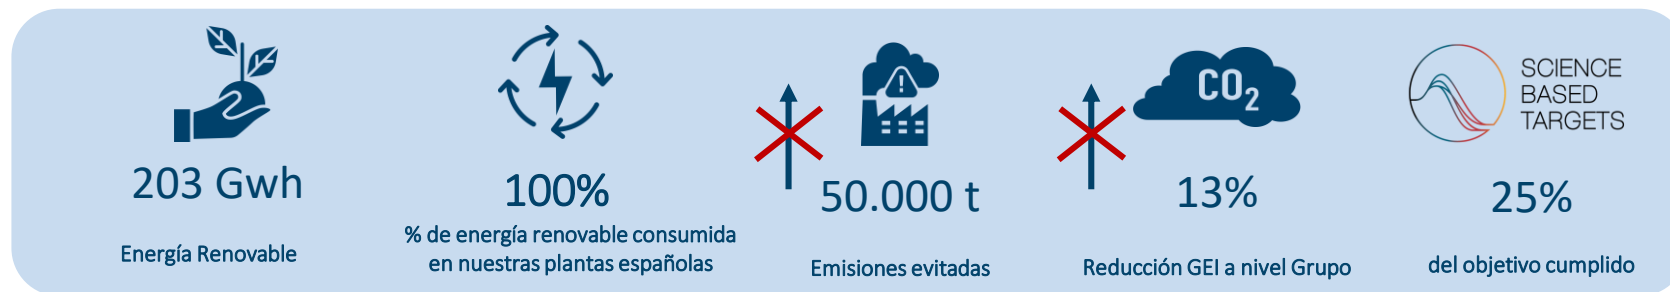 203 Gwh
Energía Renovable
100%
% de energía renovable consumida
en nuestras plantas españolas
50.000 t
Emisiones evitadas
CO2
13%
Reducción GEI a nivel Grupo
SCIENCE
BASED
TARGETS
25%
del objetivo cumplido